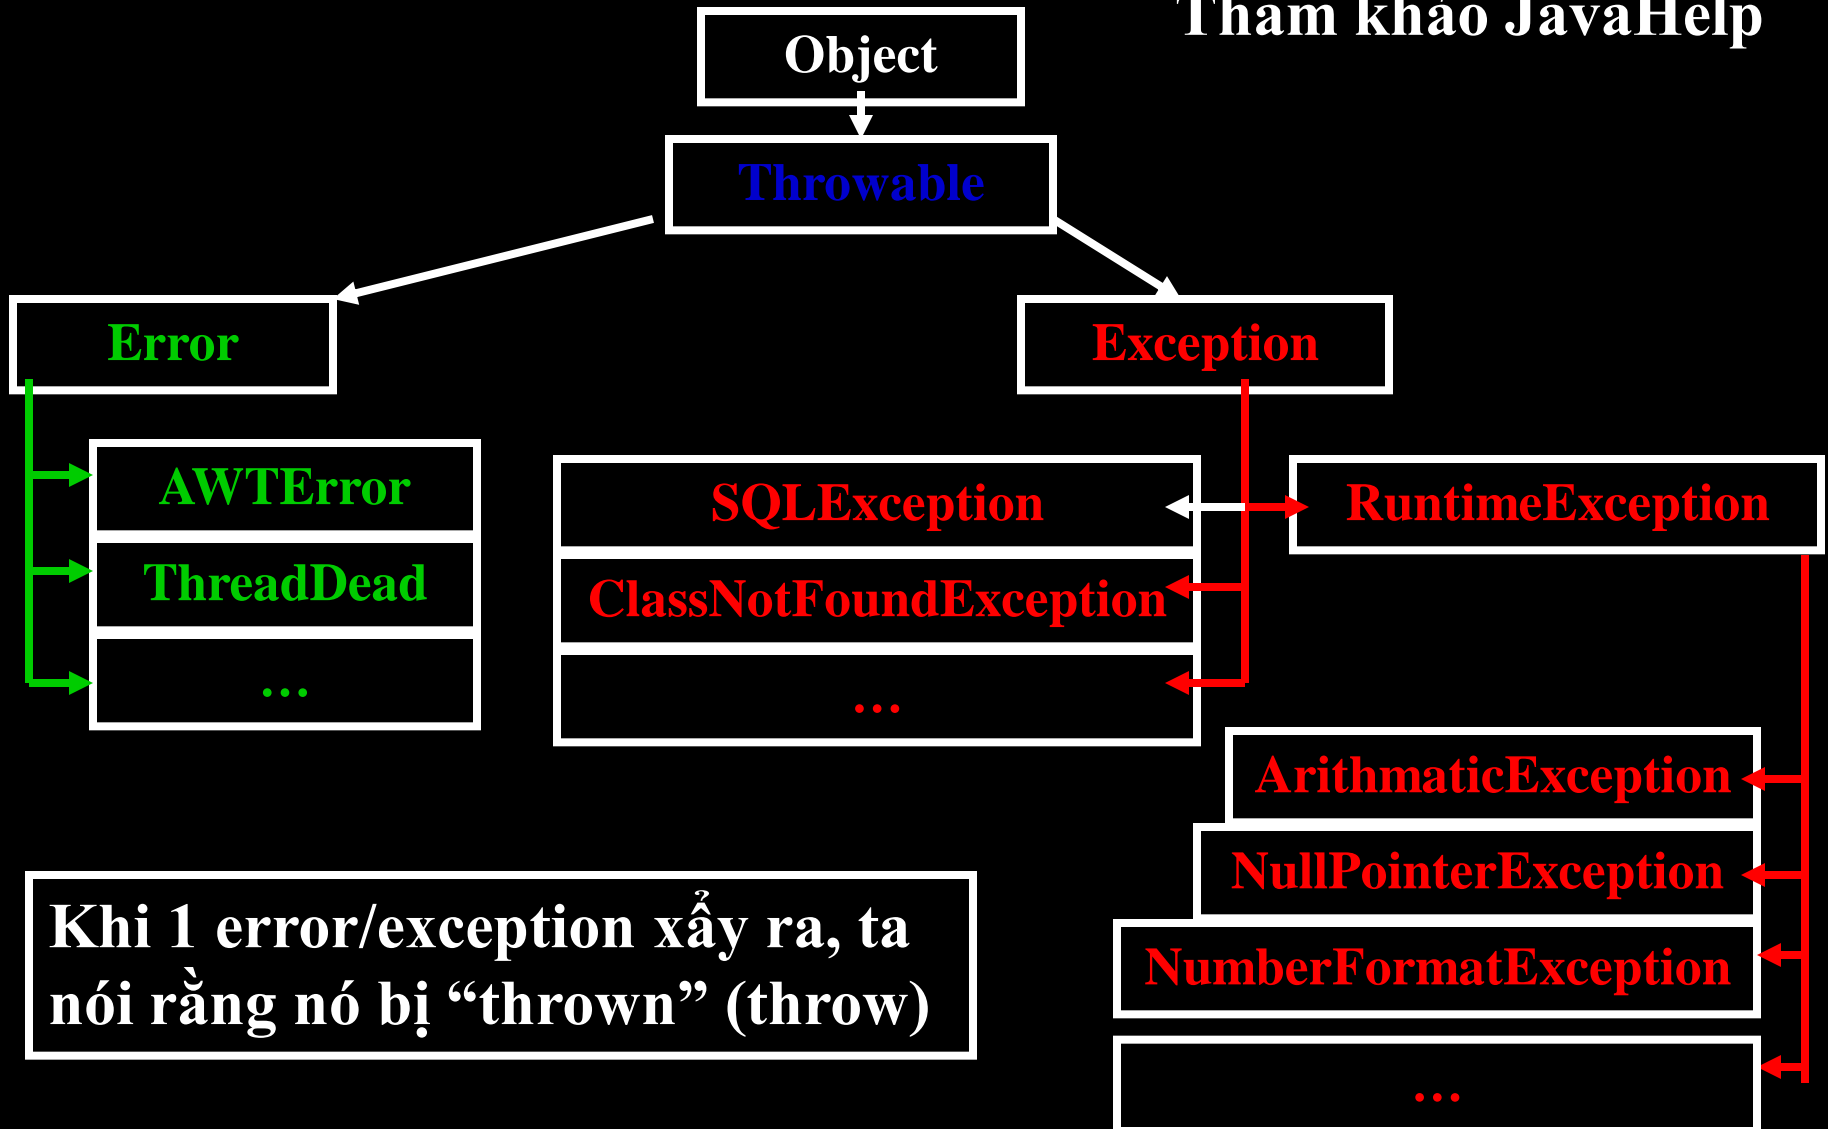 Tham khảo JavaHelp
Object
Throwable
Error
Exception
AWTError
ThreadDead
…
SQLException
ClassNotFoundException
…
RuntimeException
ArithmaticException
NullPointerException
NumberFormatException
…
Khi 1 error/exception xẩy ra, ta
nói rằng nó bị “thrown” (throw)